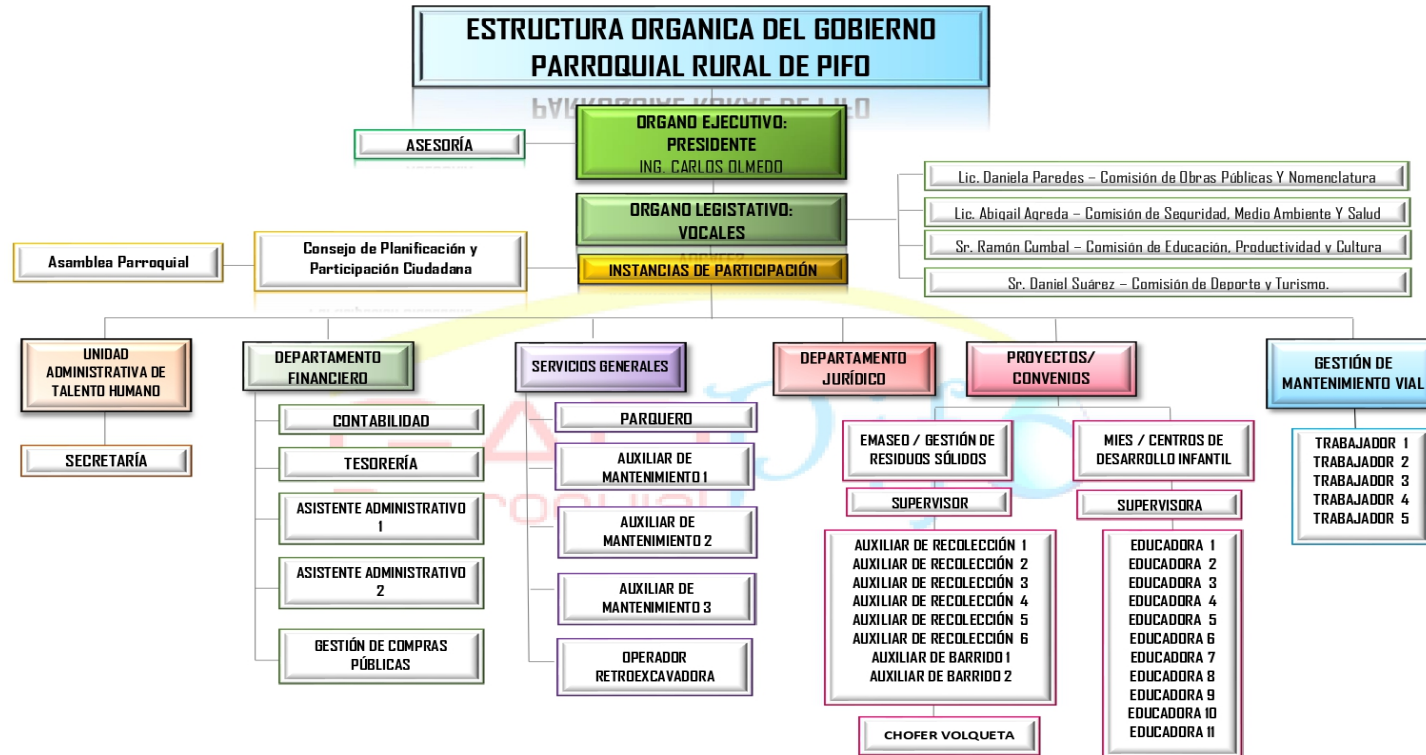 ESTRUCTURA ORGANICA DEL GOBIERNO
PARROQUIAL RURAL DE PIFO
ORGANO EJECUTIVO:
PRESIDENTE
ING. CARLOS OLMEDO
ASESORÍA
ORGANO LEGISTATIVO:
VOCALES
Lic. Daniela Paredes – Comisión de Obras Públicas Y Nomenclatura
Lic. Abigail Agreda – Comisión de Seguridad, Medio Ambiente Y Salud
Sr. Ramón Cumbal – Comisión de Educación, Productividad y Cultura
Sr. Daniel Suárez – Comisión de Deporte y Turismo.
Asamblea Parroquial
Consejo de Planificación y
Participación Ciudadana
INSTANCIAS DE PARTICIPACIÓN
UNIDAD
ADMINISTRATIVA DE
TALENTO HUMANO
SECRETARÍA
DEPARTAMENTO
FINANCIERO
CONTABILIDAD
TESORERÍA
ASISTENTE ADMINISTRATIVO
1
ASISTENTE ADMINISTRATIVO
2
GESTIÓN DE COMPRAS
PÚBLICAS
SERVICIOS GENERALES
PARQUERO
AUXILIAR DE
MANTENIMIENTO 1
AUXILIAR DE
MANTENIMIENTO 2
AUXILIAR DE
MANTENIMIENTO 3
OPERADOR
RETROEXCAVADORA
DEPARTAMENTO
JURÍDICO
PROYECTOS/
CONVENIOS
EMASEO / GESTIÓN DE
RESIDUOS SÓLIDOS
SUPERVISOR
AUXILIAR DE RECOLECCIÓN 1
AUXILIAR DE RECOLECCIÓN 2
AUXILIAR DE RECOLECCIÓN 3
AUXILIAR DE RECOLECCIÓN 4
AUXILIAR DE RECOLECCIÓN 5
AUXILIAR DE RECOLECCIÓN 6
AUXILIAR DE BARRIDO 1
AUXILIAR DE BARRIDO 2
CHOFER VOLQUETA
MIES / CENTROS DE
DESARROLLO INFANTIL
SUPERVISORA
EDUCADORA 1
EDUCADORA 2
EDUCADORA 3
EDUCADORA 4
EDUCADORA 5
EDUCADORA 6
EDUCADORA 7
EDUCADORA 8
EDUCADORA 9
EDUCADORA 10
EDUCADORA 11
GESTIÓN DE
MANTENIMIENTO VIAL
TRABAJADOR 1
TRABAJADOR 2
TRABAJADOR 3
TRABAJADOR 4
TRABAJADOR 5